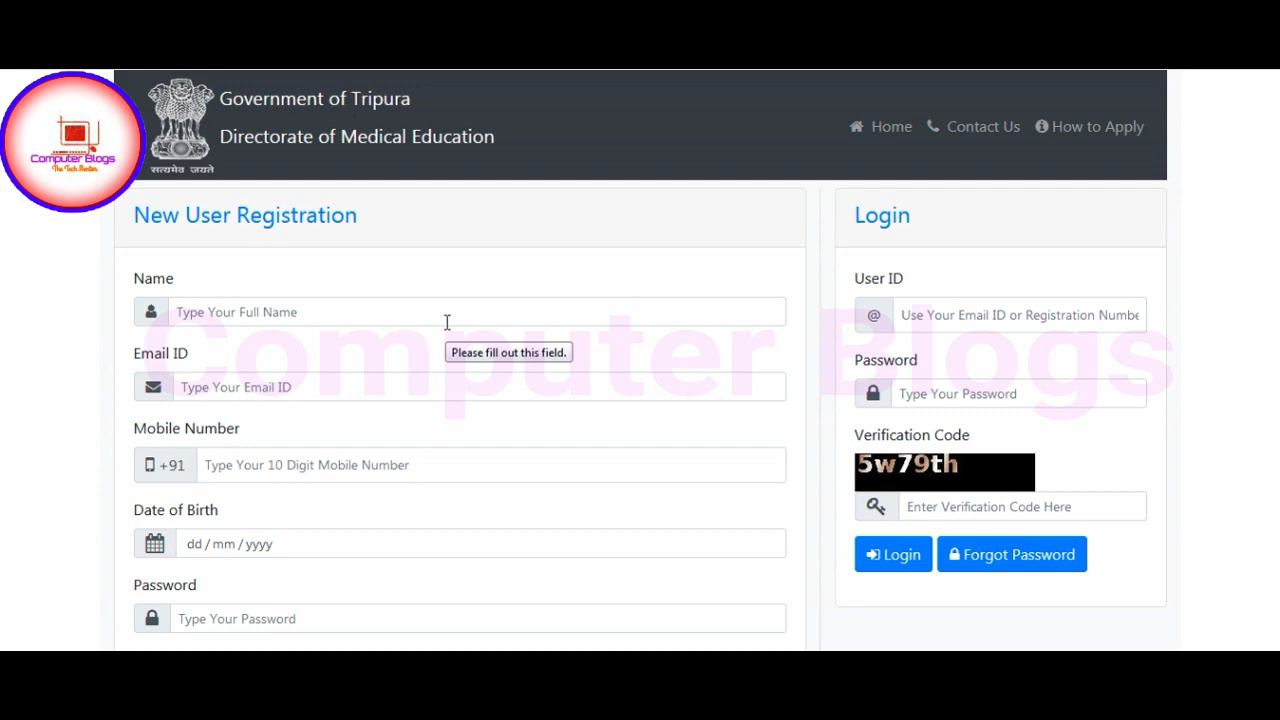 Government of Tripura
Directorate of Medical Education
सत्यमेव जयते
Home
Contact Us
How to Apply
Computer Blogs
The Tech Center
New User Registration
Name
Type Your Full Name
Please fill out this field.
Email ID
Type Your Email ID
Mobile Number
+91
Type Your 10 Digit Mobile Number
Date of Birth
dd / mm / yyyy
Password
Type Your Password
Login
User ID
@
Use Your Email ID or Registration Numbe
Password
Type Your Password
Verification Code
5w79th
Enter Verification Code Here
Login
Forgot Password
Computer Blogs